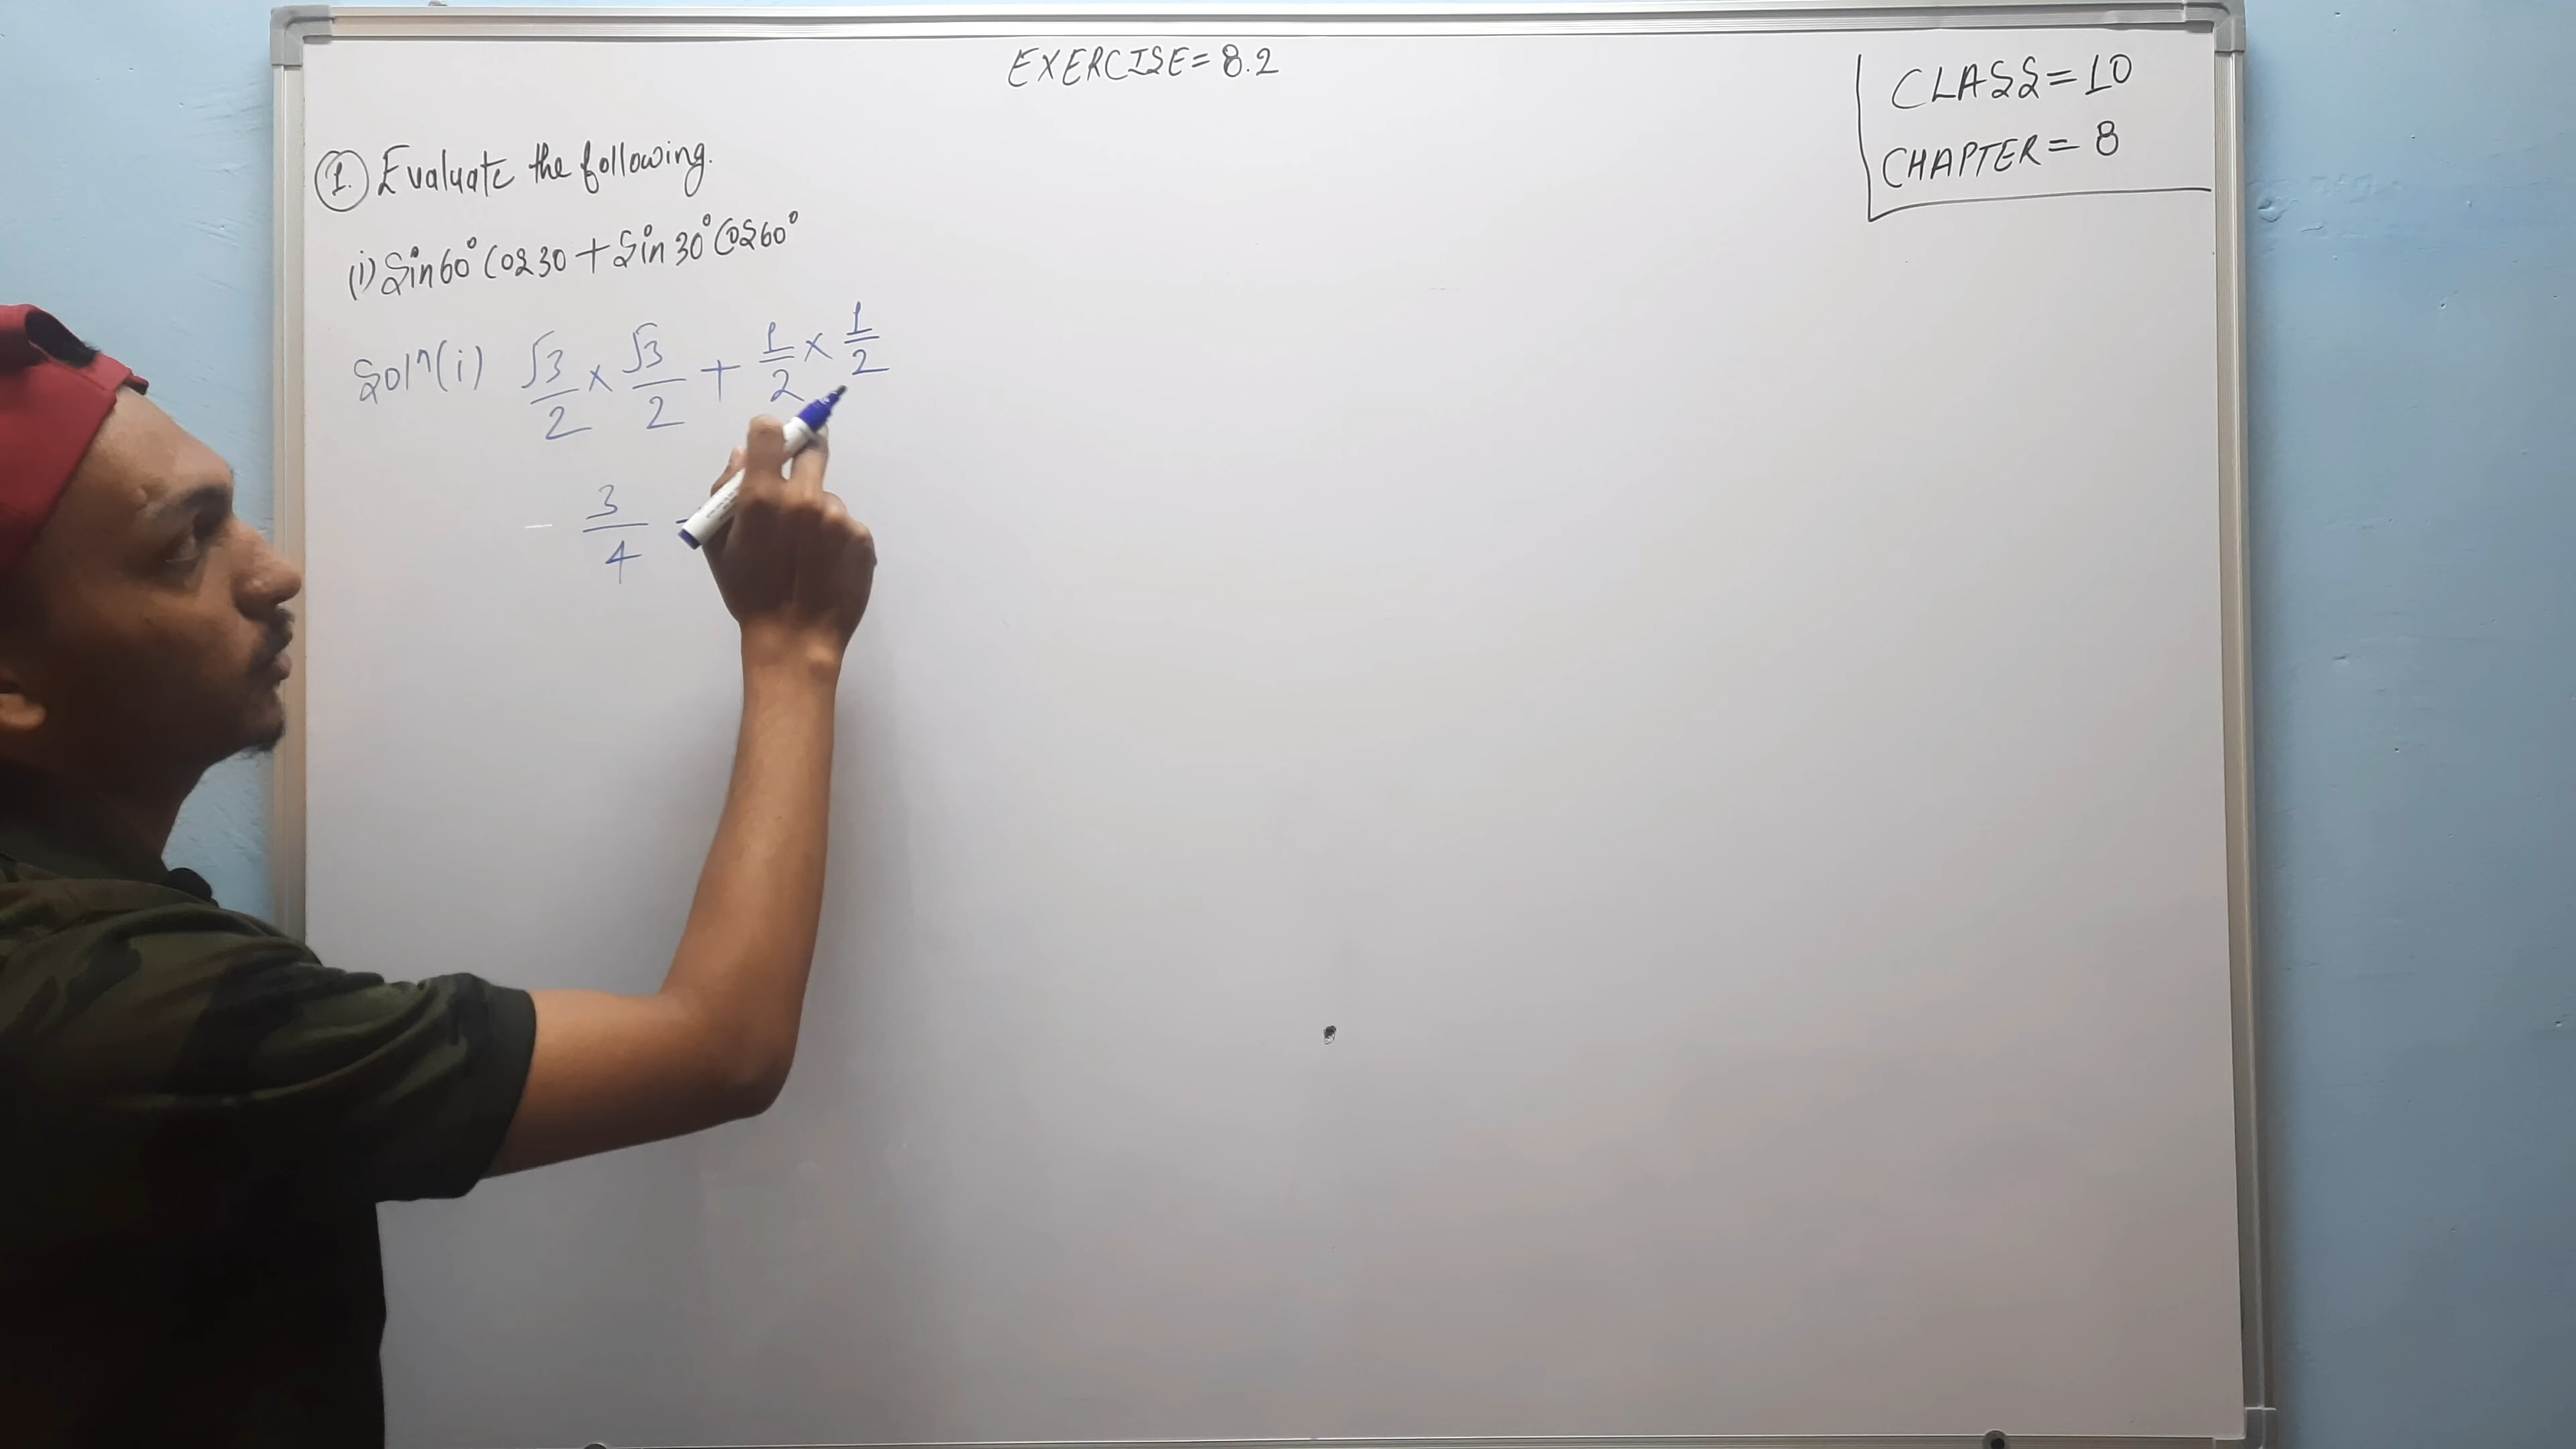 EXERCISE = 8.2
CLASS = 10
CHAPTER = 8
1. Evaluate the following.
(i) Sin 60° Cos 30 + Sin 30° Cos 60°
Solⁿ (i) √3/2 × √3/2 + 1/2 × 1/2
3/4